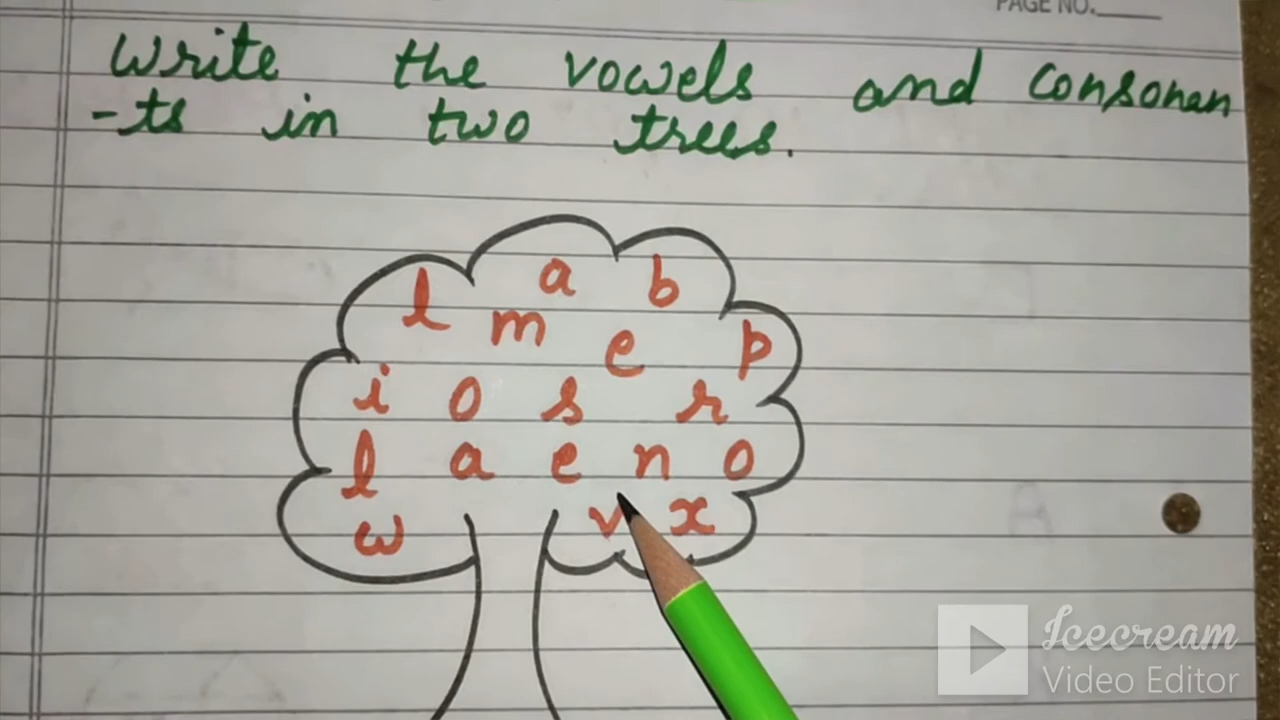 PAGE NO.
Write the vowels and consonan
-ts in two trees.
l a b
m e p
i o s r
l a e n o
w v x
Icecream
Video Editor